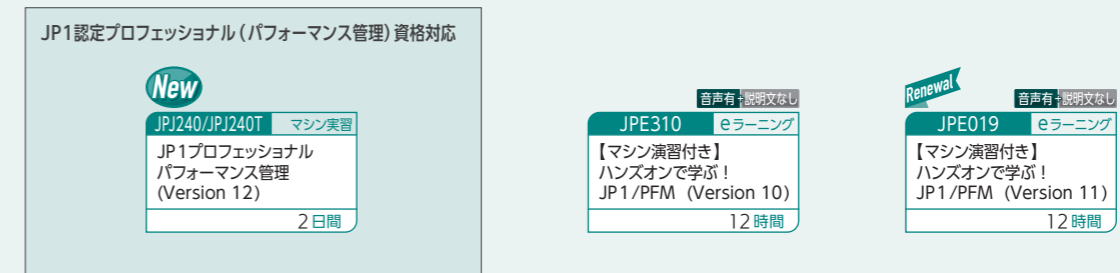 JP1認定プロフェッショナル（パフォーマンス管理）資格対応
New
JPJ240/JPJ240T マシン実習
JP1プロフェッショナル
パフォーマンス管理
(Version 12)
2日間
音声有+説明文なし
JPE310 eラーニング
【マシン演習付き】
ハンズオンで学ぶ！
JP1/PFM（Version 10）
12時間
Renewal
音声有+説明文なし
JPE019 eラーニング
【マシン演習付き】
ハンズオンで学ぶ！
JP1/PFM（Version 11）
12時間